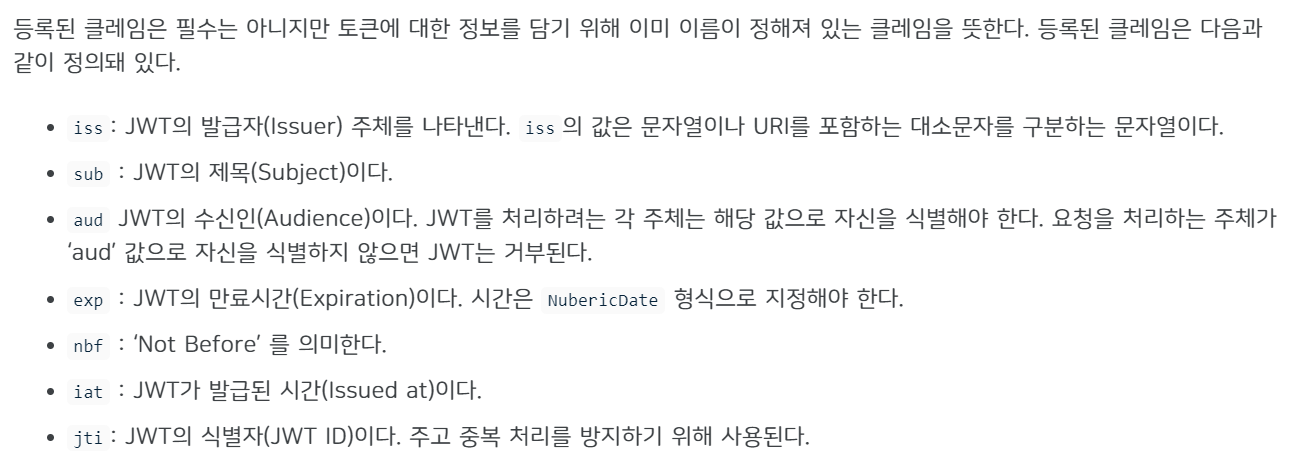 등록된 클레임은 필수는 아니지만 토큰에 대한 정보를 담기 위해 이미 이름이 정해져 있는 클레임을 뜻한다. 등록된 클레임은 다음과
같이 정의돼 있다.
• iss : JWT의 발급자(Issuer) 주체를 나타낸다. iss 의 값은 문자열이나 URI를 포함하는 대소문자를 구분하는 문자열이다.
• sub : JWT의 제목(Subject)이다.
• aud JWT의 수신인(Audience)이다. JWT를 처리하려는 각 주체는 해당 값으로 자신을 식별해야 한다. 요청을 처리하는 주체가
‘aud’ 값으로 자신을 식별하지 않으면 JWT는 거부된다.
• exp : JWT의 만료시간(Expiration)이다. 시간은 NubericDate 형식으로 지정해야 한다.
• nbf : ‘Not Before’ 를 의미한다.
• iat : JWT가 발급된 시간(Issued at)이다.
• jti : JWT의 식별자(JWT ID)이다. 주고 중복 처리를 방지하기 위해 사용된다.